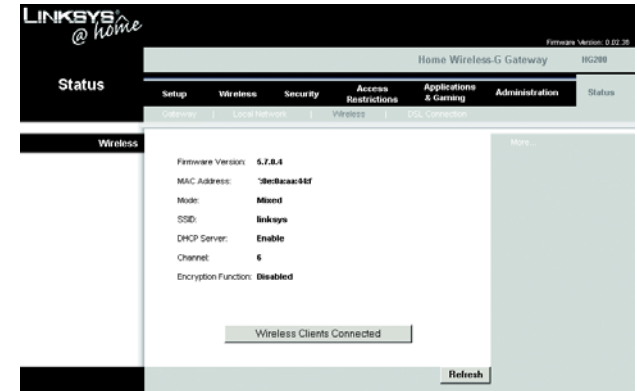 LINKSYS®
@ home
Firmware Version: 0.02.36
Home Wireless-G Gateway HG200
Status
Setup Wireless Security Access Restrictions Applications & Gaming Administration Status
Gateway | Local Network | Wireless | DSL Connection
Wireless
More...
Firmware Version: 5.7.0.4
MAC Address:
Mode: Mixed
SSID: linksys
DHCP Server: Enable
Channel: 6
Encryption Function: Disabled
Wireless Clients Connected
Refresh